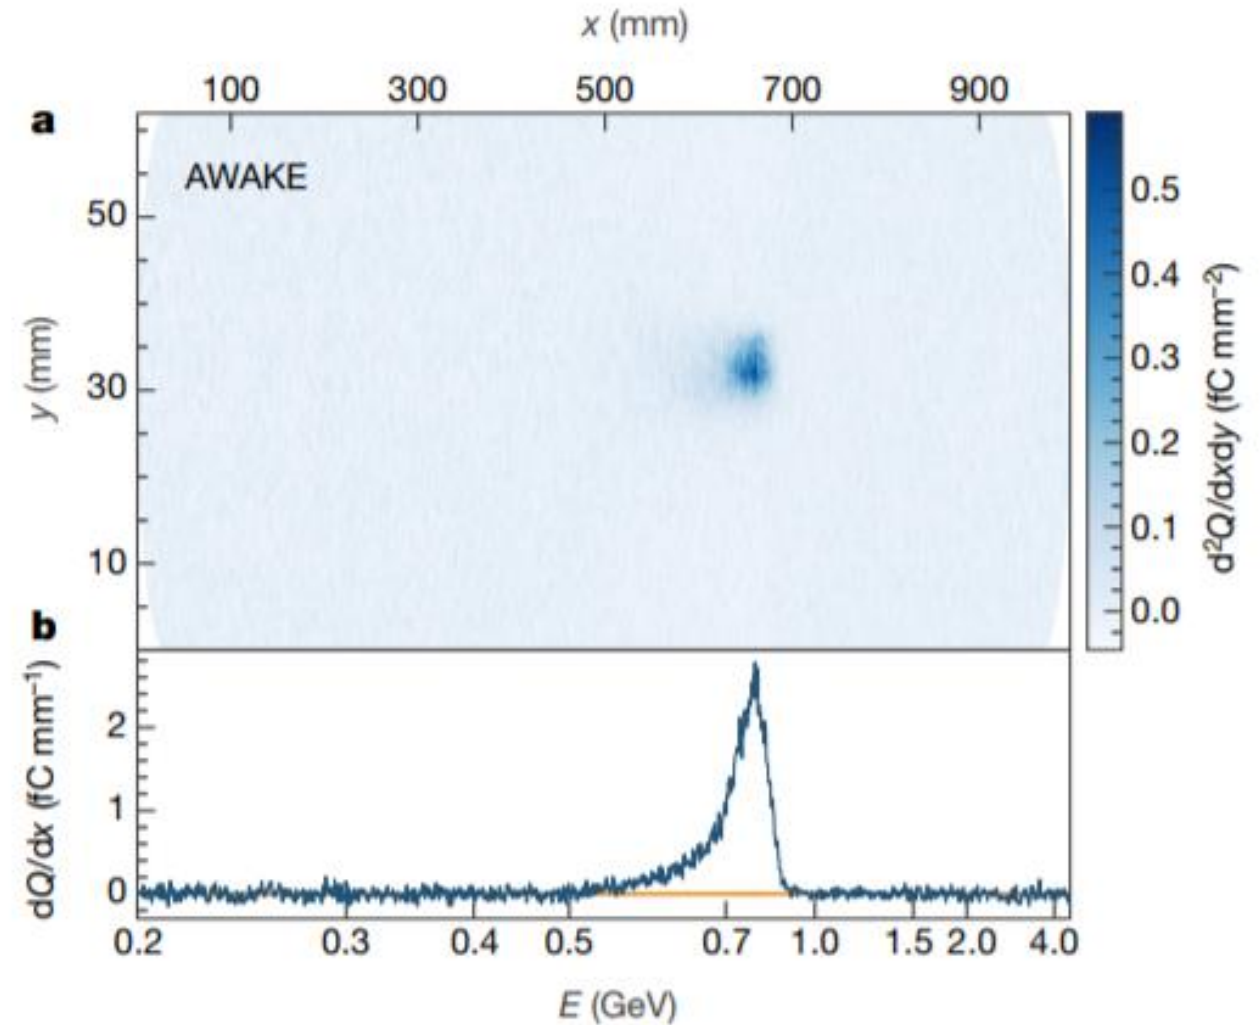 x (mm)
100 300 500 700 900
a
AWAKE
50
30
10
y (mm)
0.5
0.4
0.3
0.2
0.1
0.0
d²Q/dxdy (fC mm⁻²)
b
2
1
0
dQ/dx (fC mm⁻¹)
0.2 0.3 0.4 0.5 0.7 1.0 1.5 2.0 4.0
E (GeV)